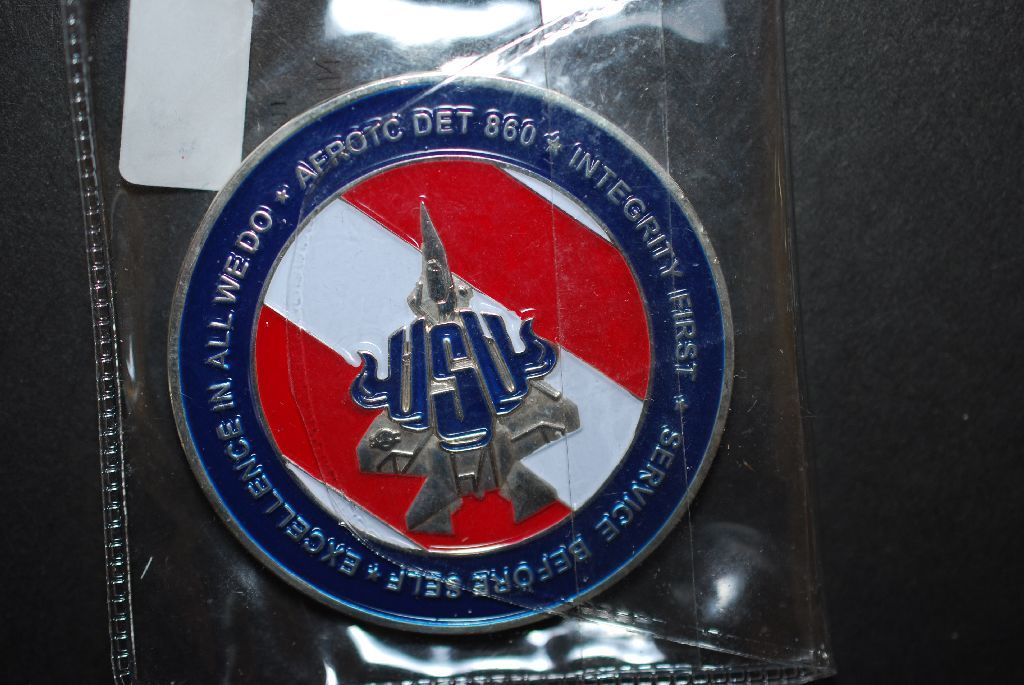 AFROTC DET 860 ★ INTEGRITY FIRST ★ SERVICE BEFORE SELF ★ EXCELLENCE IN ALL WE DO ★
USU